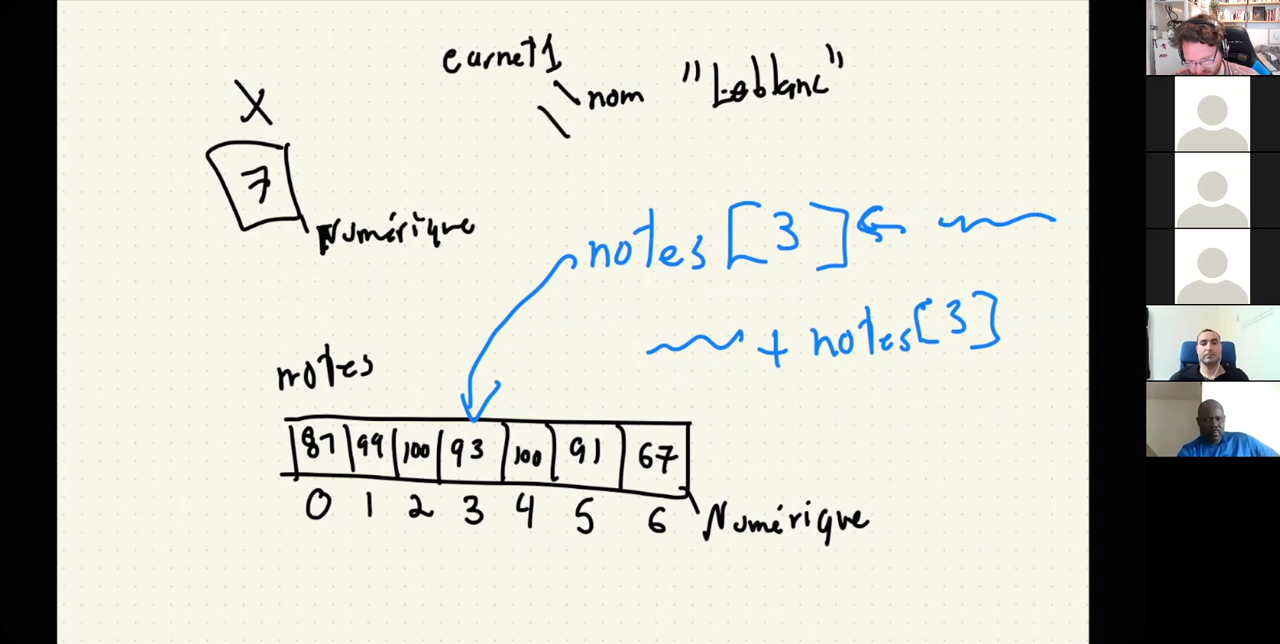 carnet1
nom "Leblanc"
X
7
Numérique
notes[3] ←
+ notes[3]
notes
87 99 100 93 100 91 67
0 1 2 3 4 5 6
Numérique